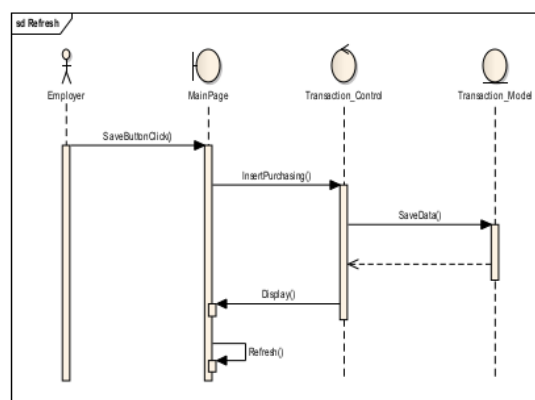 sd Refresh
Employer
MainPage
Transaction_Control
Transaction_Model
SaveButtonClick()
InsertPurchasing()
SaveData()
Display()
Refresh()